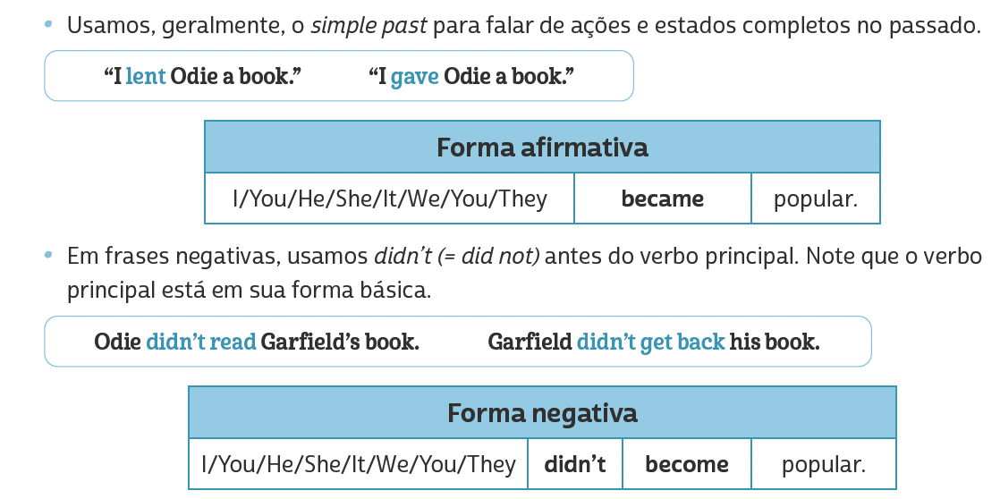 • Usamos, geralmente, o simple past para falar de ações e estados completos no passado.
“I lent Odie a book.” “I gave Odie a book.”
Forma afirmativa
I/You/He/She/It/We/You/They became popular.
• Em frases negativas, usamos didn’t (= did not) antes do verbo principal. Note que o verbo
principal está em sua forma básica.
Odie didn’t read Garfield’s book. Garfield didn’t get back his book.
Forma negativa
I/You/He/She/It/We/You/They didn’t become popular.